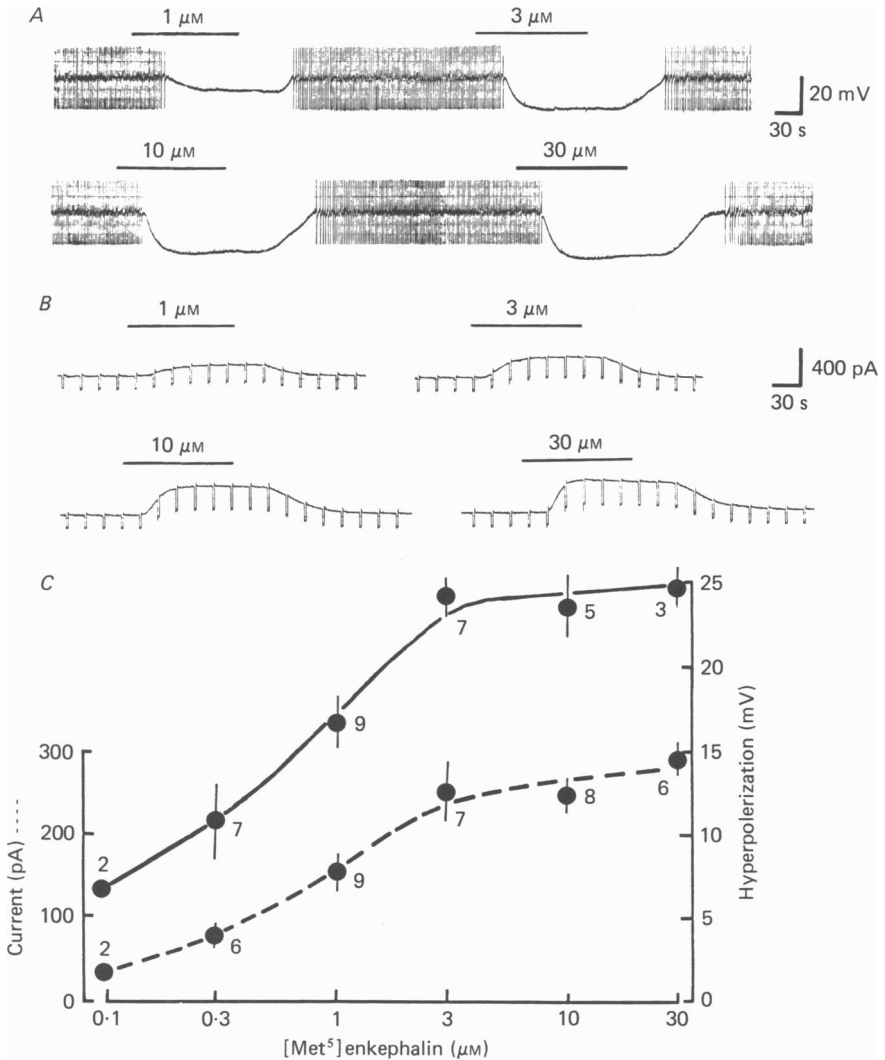 A
1 μM
3 μM
20 mV
30 s
10 μM
30 μM
B
1 μM
3 μM
400 pA
30 s
10 μM
30 μM
C
25
7
5
3
20
9
300
15
7
8
6
200
7
10
9
2
100
5
6
2
0
0
Current (pA) ----
Hyperpolerization (mV)
0·1
0·3
1
3
10
30
[Met⁵]enkephalin (μM)